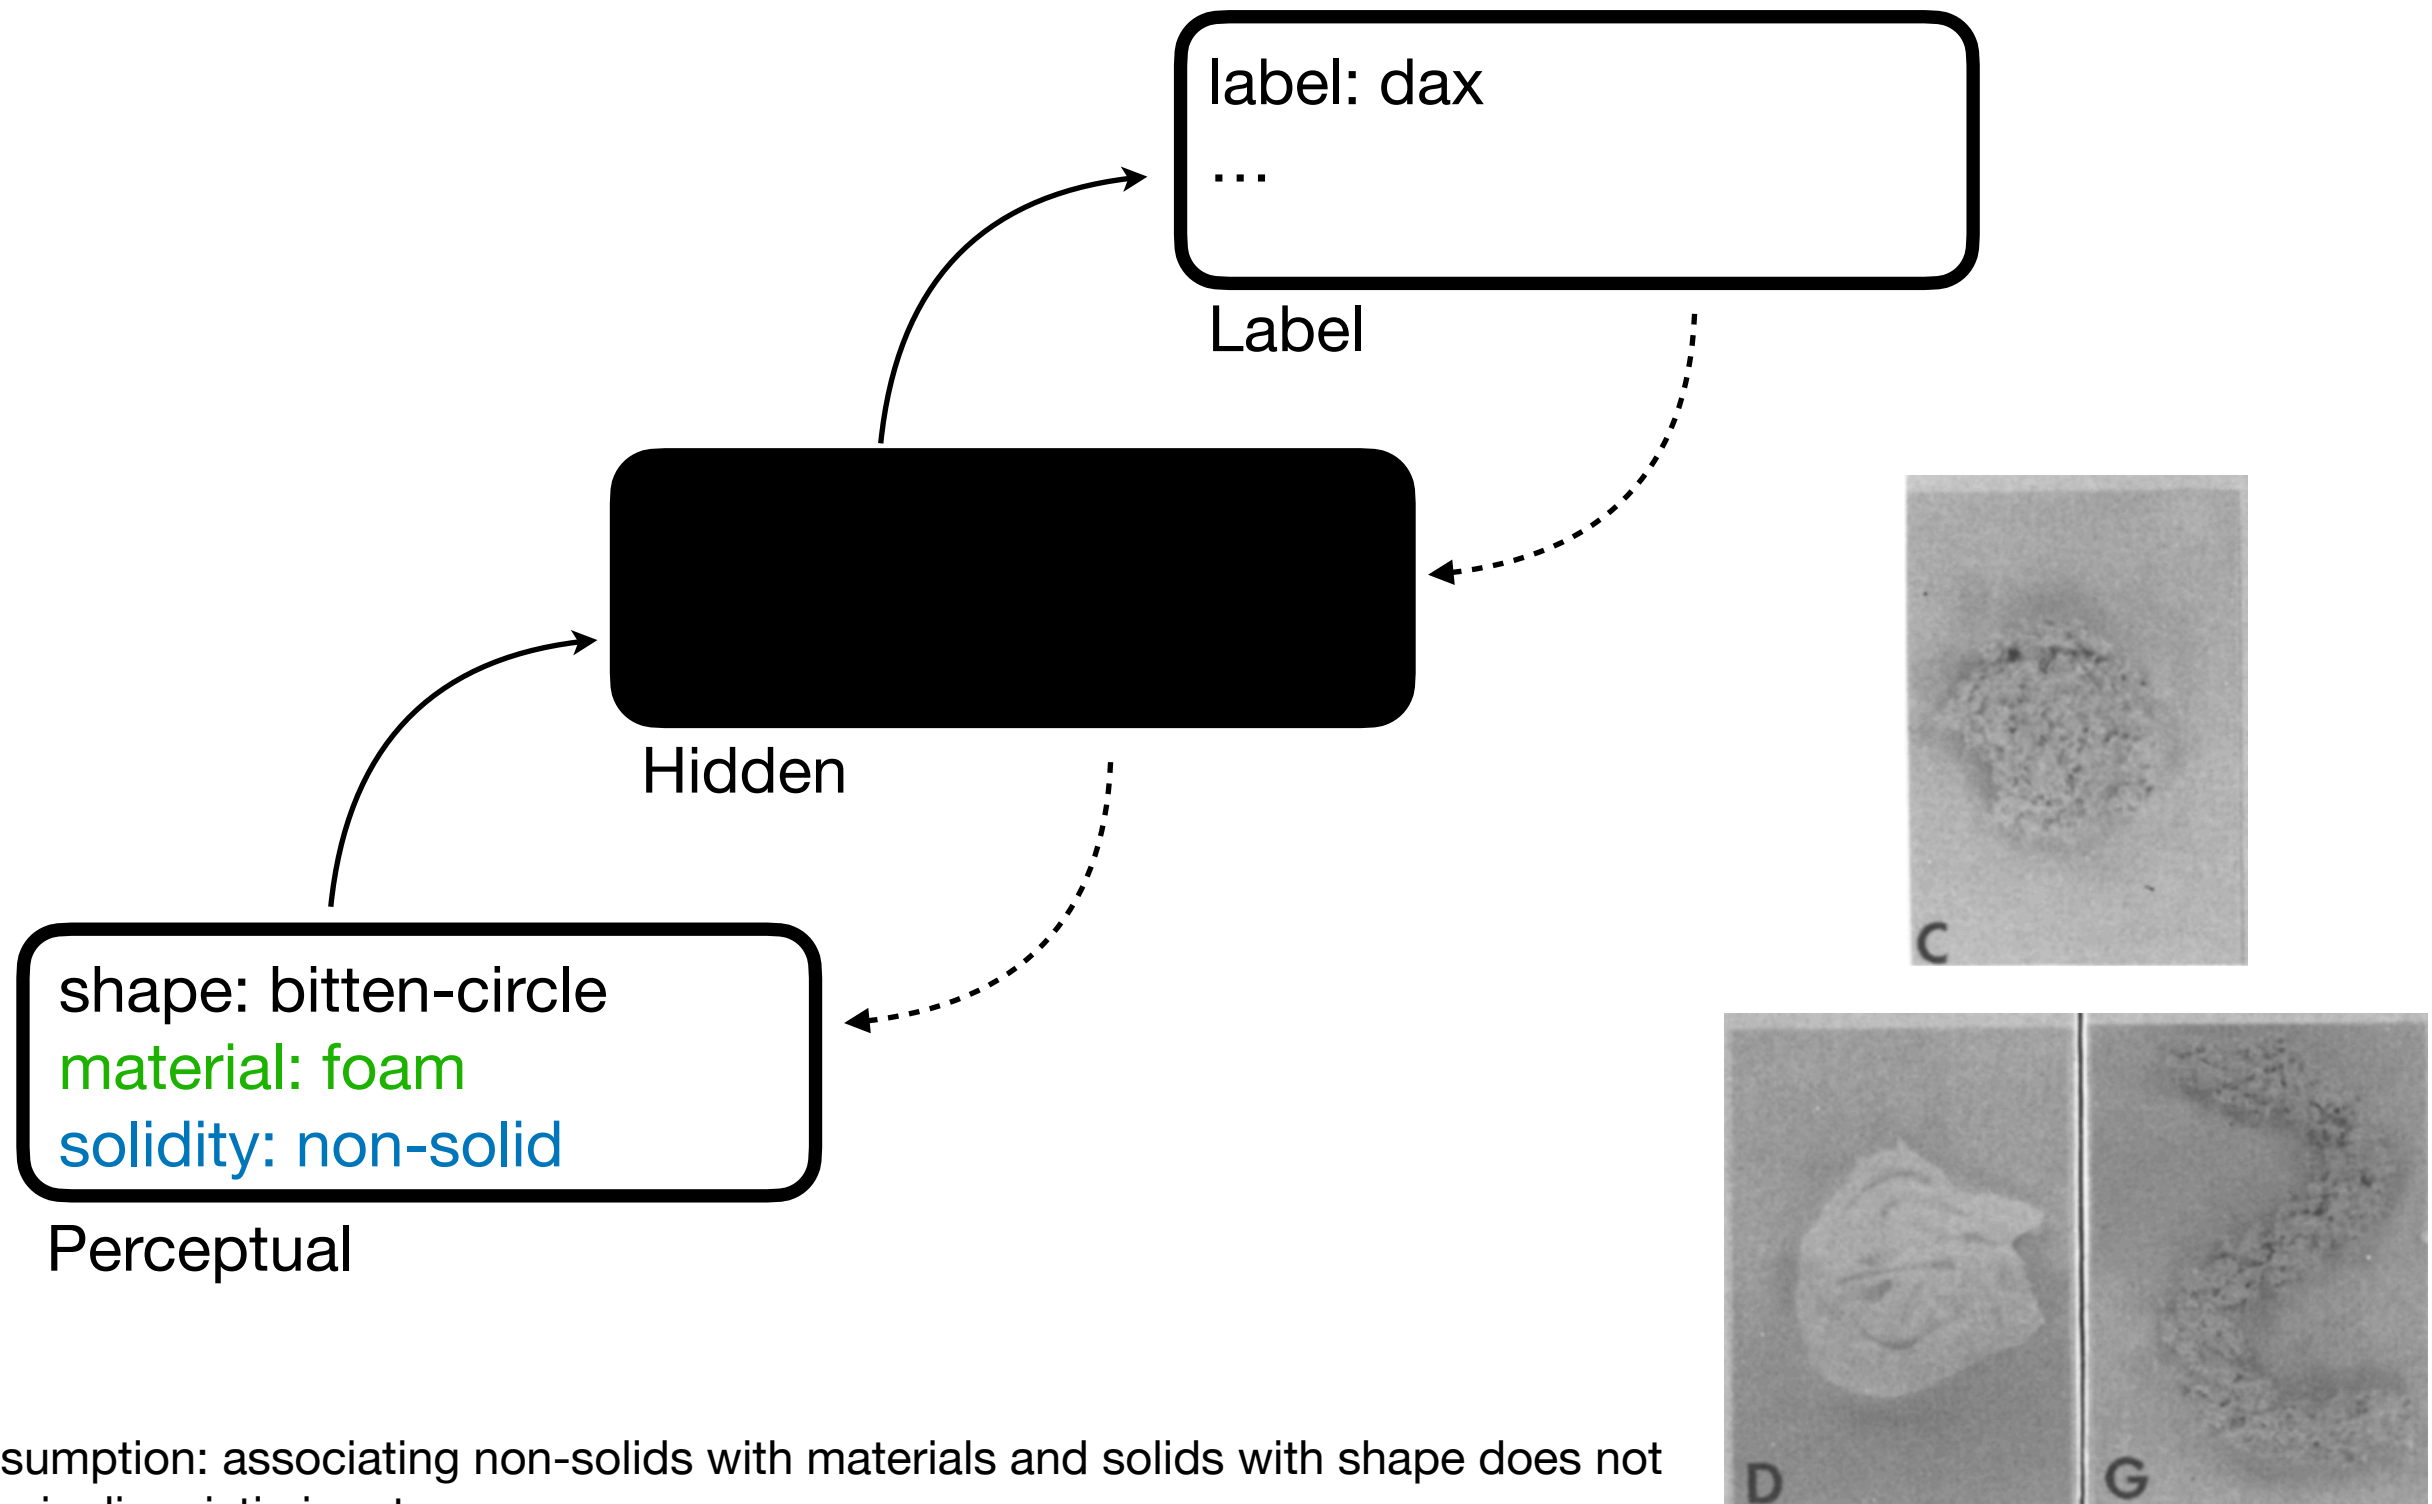 label: dax
...
Label
Hidden
shape: bitten-circle
material: foam
solidity: non-solid
Perceptual
C
D
G
sumption: associating non-solids with materials and solids with shape does not